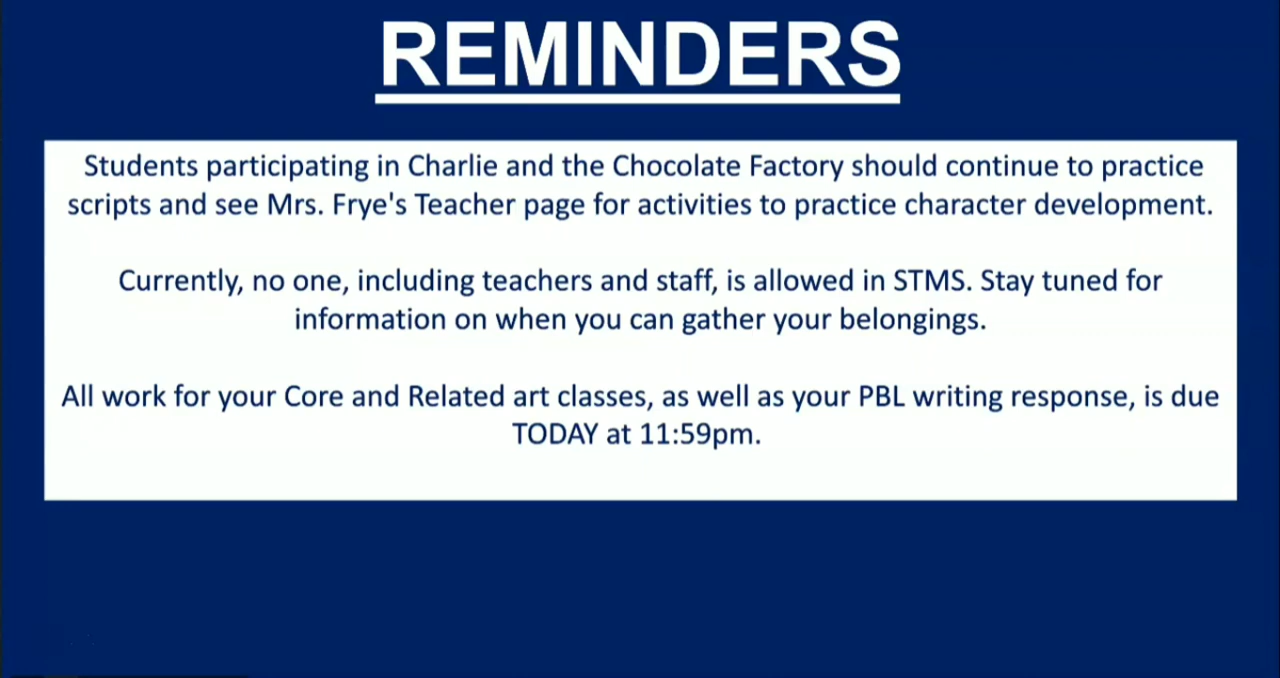 REMINDERS
Students participating in Charlie and the Chocolate Factory should continue to practice
scripts and see Mrs. Frye's Teacher page for activities to practice character development.
Currently, no one, including teachers and staff, is allowed in STMS. Stay tuned for
information on when you can gather your belongings.
All work for your Core and Related art classes, as well as your PBL writing response, is due
TODAY at 11:59pm.